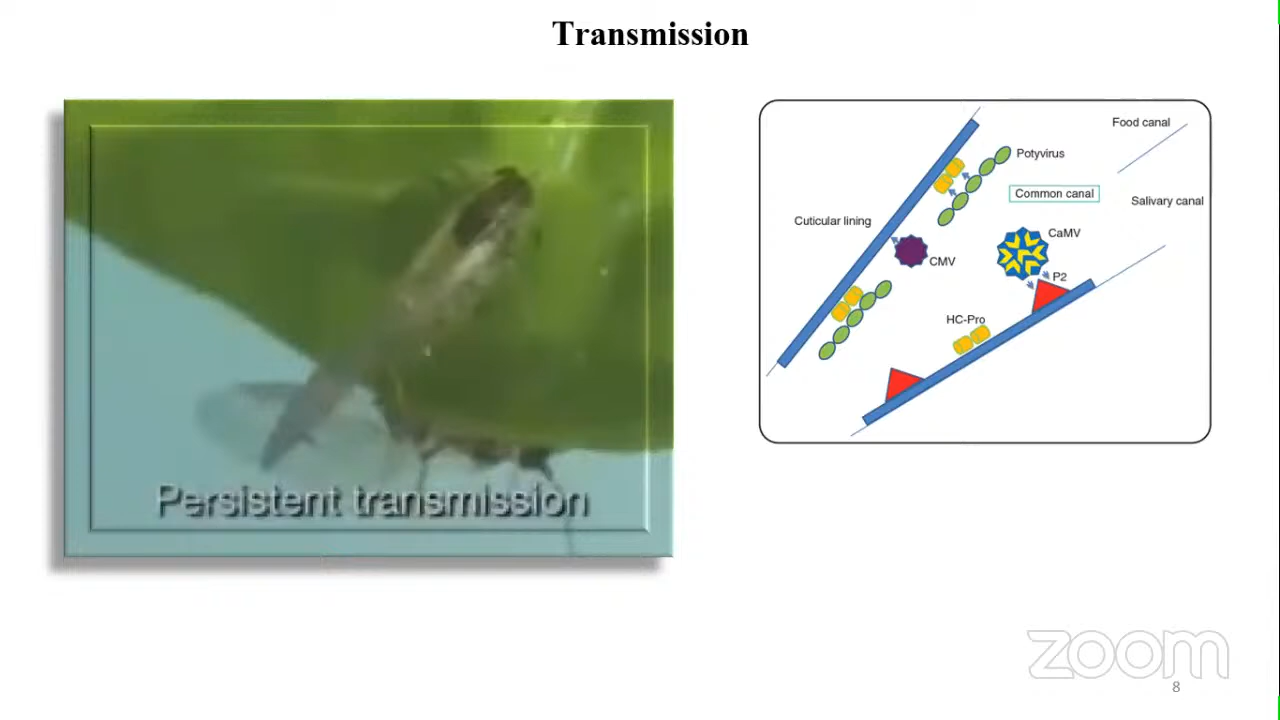 Transmission
Persistent transmission
Food canal
Potyvirus
Common canal
Salivary canal
Cuticular lining
CaMV
CMV
P2
HC-Pro
zoom
8